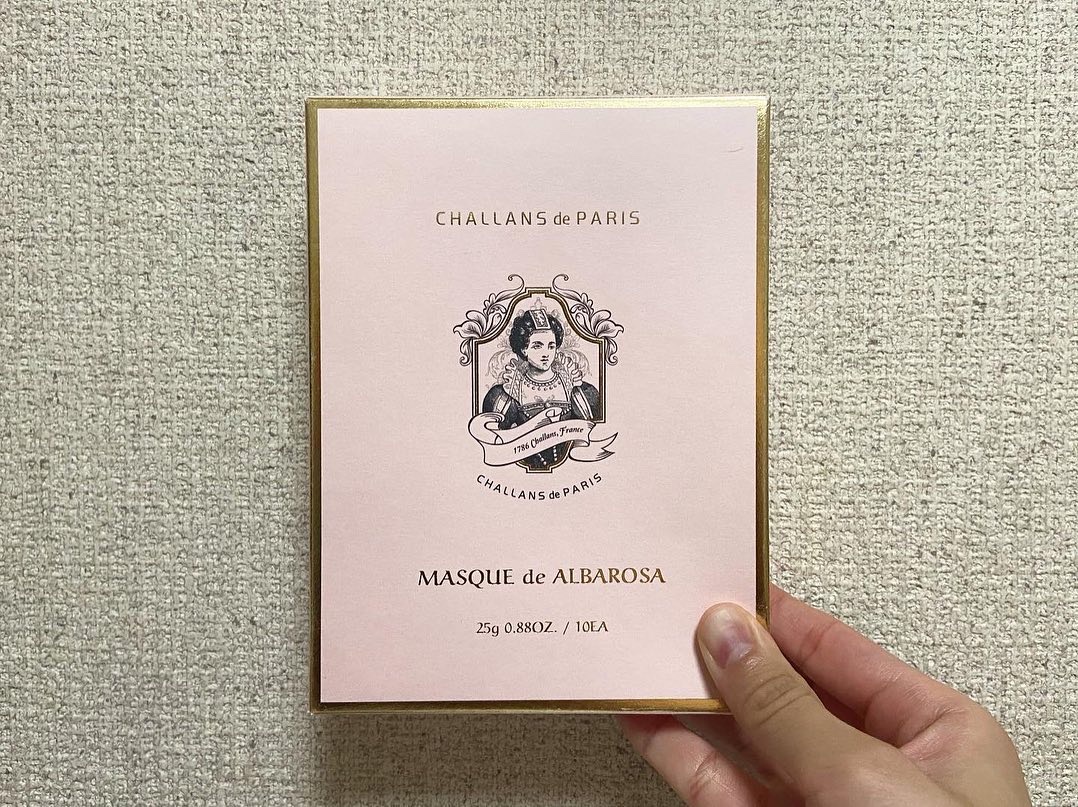 CHALLANS de PARIS
1786 Challans, France
CHALLANS de PARIS
MASQUE de ALBAROSA
25g 0.88OZ. / 10EA